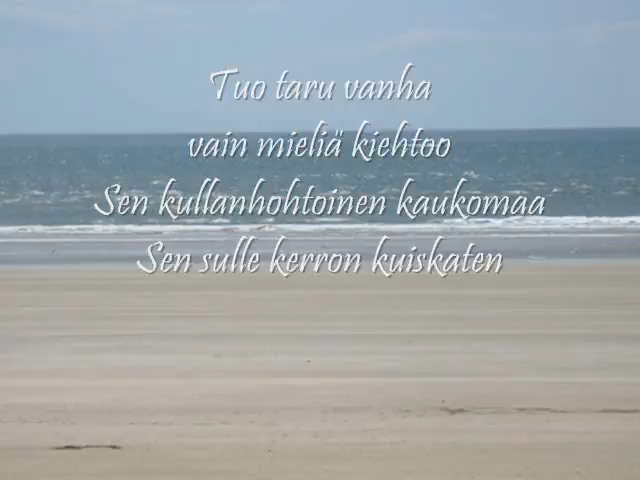 Tuo taru vanha
vain mieliä kiehtoo
Sen kullanhohtoinen kaukomaa
Sen sulle kerron kuiskaten